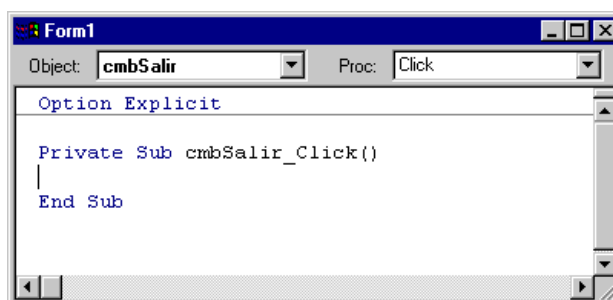 Form1
Object: cmbSalir Proc: Click
Option Explicit
Private Sub cmbSalir_Click()
End Sub